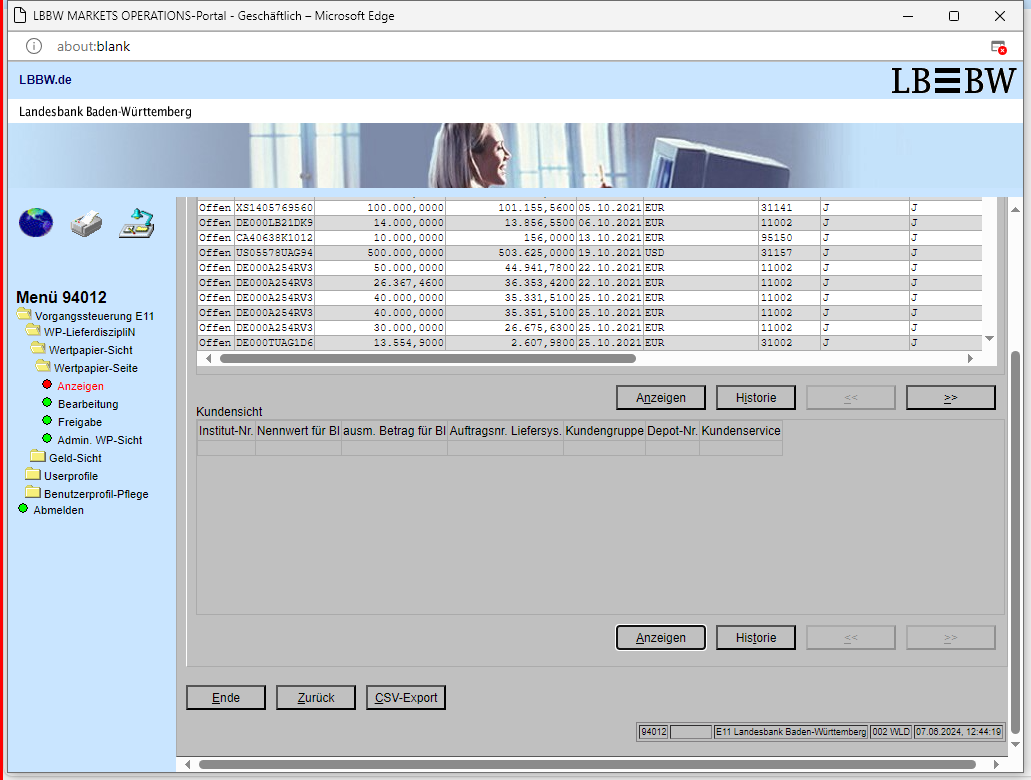 LBBW MARKETS OPERATIONS-Portal - Geschäftlich – Microsoft Edge
about:blank
LBBW.de
LBBW
Landesbank Baden-Württemberg
Menü 94012
Vorgangssteuerung E11
WP-LieferdiszipliN
Wertpapier-Sicht
Wertpapier-Seite
Anzeigen
Bearbeitung
Freigabe
Admin. WP-Sicht
Geld-Sicht
Userprofile
Benutzerprofil-Pflege
Abmelden
Offen XS1405769560 100.000,0000 101.155,5600 05.10.2021 EUR 31141 J J
Offen DE000LB21DK9 14.000,0000 13.856,5500 06.10.2021 EUR 11002 J J
Offen CA40638K1012 10.000,0000 156,0000 13.10.2021 EUR 95150 J J
Offen US05578UAG94 500.000,0000 503.625,0000 19.10.2021 USD 31157 J J
Offen DE000A254RV3 50.000,0000 44.941,7800 22.10.2021 EUR 11002 J J
Offen DE000A254RV3 26.367,4600 36.353,4200 22.10.2021 EUR 11002 J J
Offen DE000A254RV3 40.000,0000 35.331,5100 25.10.2021 EUR 11002 J J
Offen DE000A254RV3 40.000,0000 35.351,5100 25.10.2021 EUR 11002 J J
Offen DE000A254RV3 30.000,0000 26.675,6300 25.10.2021 EUR 11002 J J
Offen DE000TUAG1D6 13.554,9000 2.607,9800 25.10.2021 EUR 31002 J J
Anzeigen Historie << >>
Kundensicht
Institut-Nr. Nennwert für Bl ausm. Betrag für Bl Auftragsnr. Liefersys. Kundengruppe Depot-Nr. Kundenservice
Anzeigen Historie << >>
Ende Zurück CSV-Export
94012 E11 Landesbank Baden-Württemberg 002 WLD 07.06.2024, 12:44:19